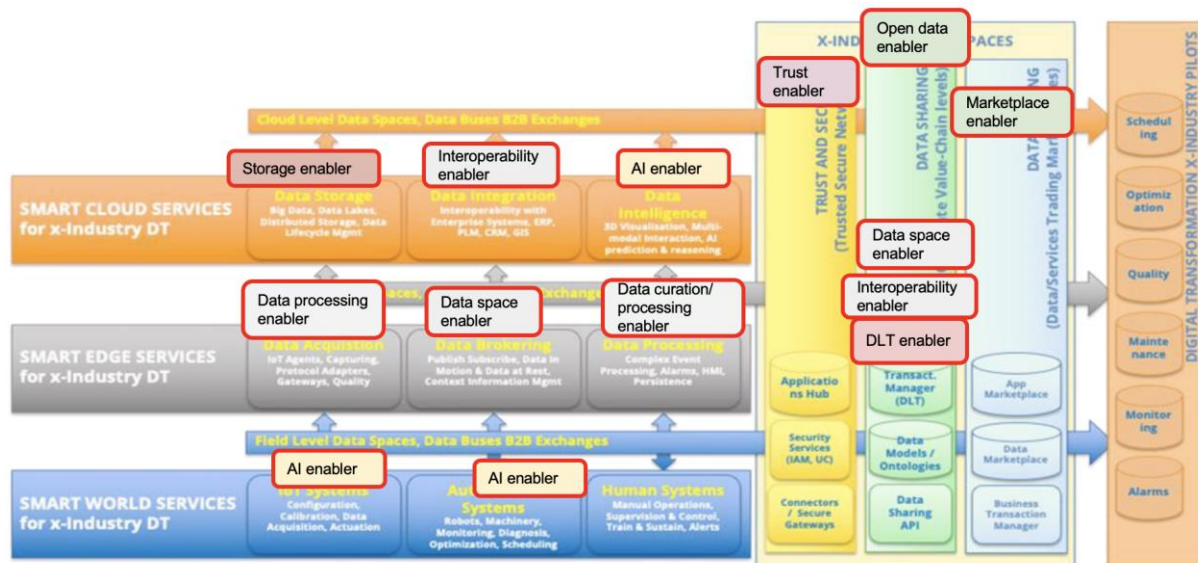 X-IND
PACES
Open data
enabler
Trust
enabler
Marketplace
enabler
Cloud Level Data Spaces, Data Buses B2B Exchanges
Storage enabler
Interoperability
enabler
AI enabler
SMART CLOUD SERVICES
for x-Industry DT
Data Storage
Big Data, Data Lakes,
Distrbuted Storage, Data
Lifecycle Mgmt
Data Integration
Interoperability with
Enterprise Systems, ERP,
PLM, CRM, GIS
Data
Intelligence
3D Visualisation, Multi-
modal Interaction, AI
prediction & reasoning
Data processing
enabler
Data space
enabler
Data curation/
processing enabler
SMART EDGE SERVICES
for x-Industry DT
Data Acquistion
IoT Agents, Capturing,
Protocol Adapters,
Gateways, Quality
Data Brokering
Publish Subscribe, Data in
Motion & Data at Rest,
Context Information Mgmt
Data Processing
Complex Event
Processing, Alarms, HMI,
Persistence
Field Level Data Spaces, Data Buses B2B Exchanges
AI enabler
AI enabler
SMART WORLD SERVICES
for x-Industry DT
IoT Systems
Configuration,
Calibration, Data
Acquisition, Actuation
Systems
Robots, Machinery,
Monitoring, Diagnosis,
Optimization, Scheduling
Human Systems
Manual Operations,
Supervision & Control,
Train & Sustain, Alerts
TRUST AND SEC
(Trusted Secure Netw
DATA SHARING
Value-Chain levels)
(Data/Services Trading
Data space
enabler
Interoperability
enabler
DLT enabler
Applicatio
ns Hub
Security
Services
(IAM, UC)
Connectors
/ Secure
Gateways
Transact.
Manager
(DLT)
Data
Models /
Ontologies
Data
Sharing
API
App
Marketplace
Data
Marketplace
Business
Transaction
Manager
DIGITAL TRANSFORMATION X-INDUSTRY PILOTS
Schedul
ing
Optimiz
ation
Quality
Mainte
nance
Monitor
ing
Alarms